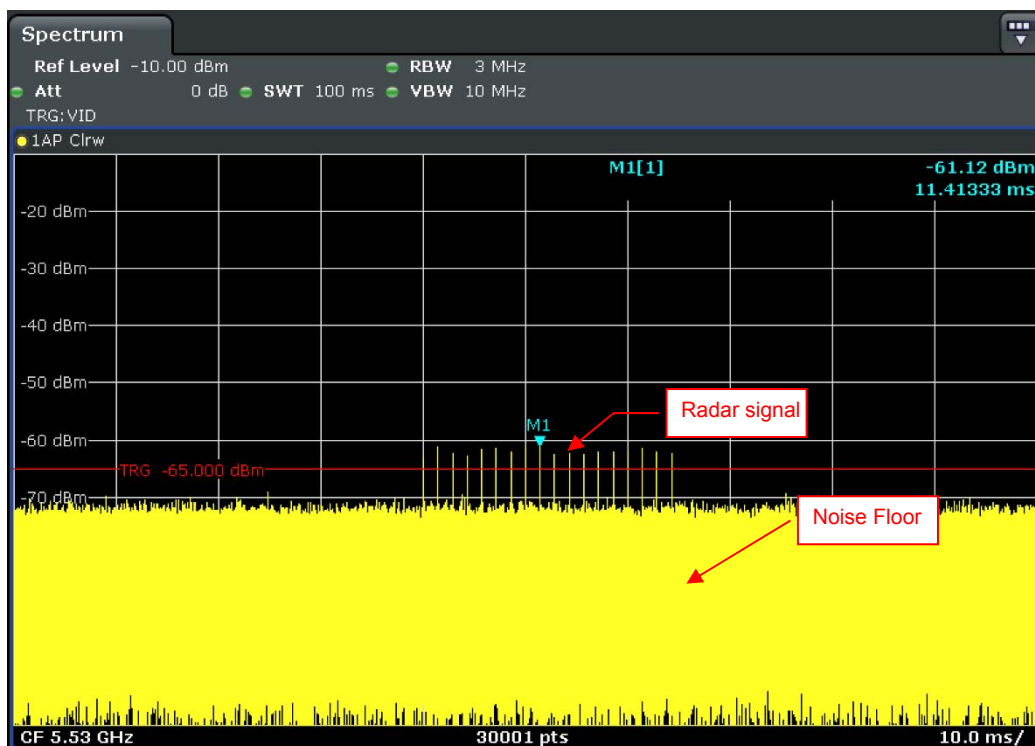 Spectrum
Ref Level -10.00 dBm RBW 3 MHz
Att 0 dB SWT 100 ms VBW 10 MHz
TRG:VID
1AP Clrw
M1[1] -61.12 dBm
11.41333 ms
-20 dBm
-30 dBm
-40 dBm
-50 dBm
Radar signal
M1
-60 dBm
TRG -65.000 dBm
-70 dBm
Noise Floor
CF 5.53 GHz 30001 pts 10.0 ms/